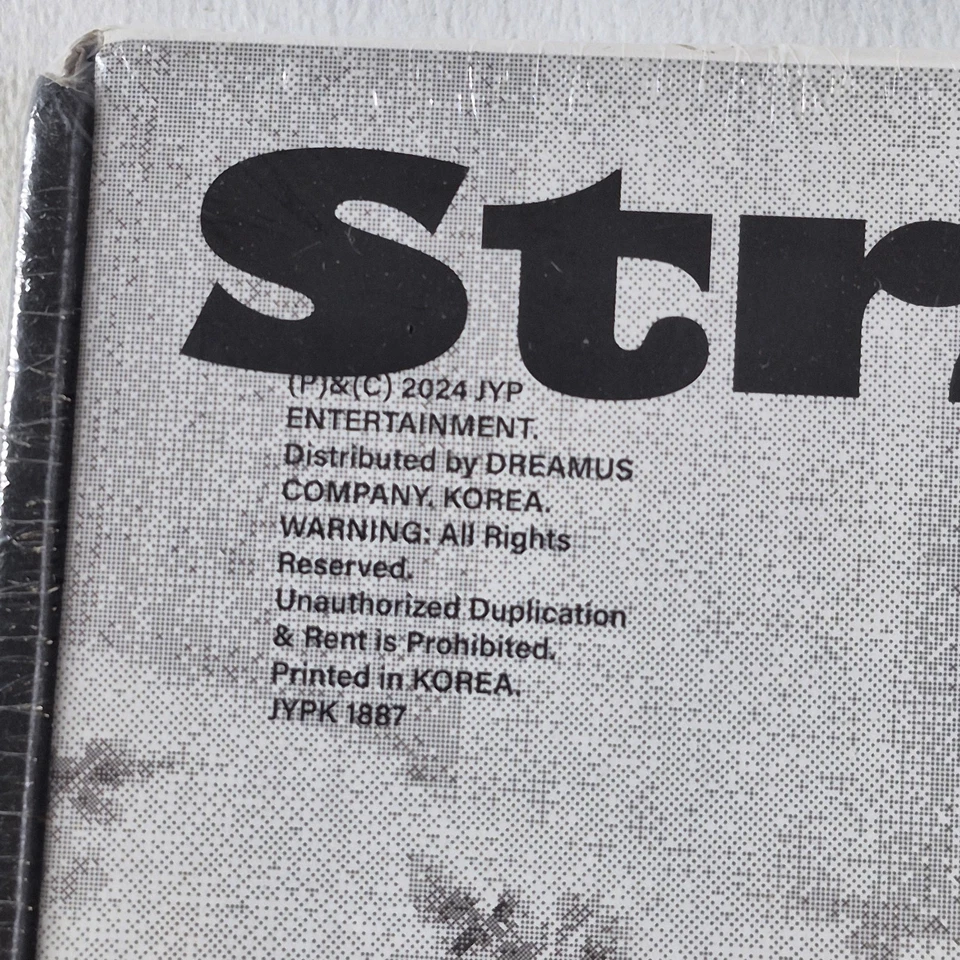 Str
(P)&(C) 2024 JYP
ENTERTAINMENT.
Distributed by DREAMUS
COMPANY, KOREA.
WARNING: All Rights
Reserved.
Unauthorized Duplication
& Rent is Prohibited.
Printed in KOREA.
JYPK 1887